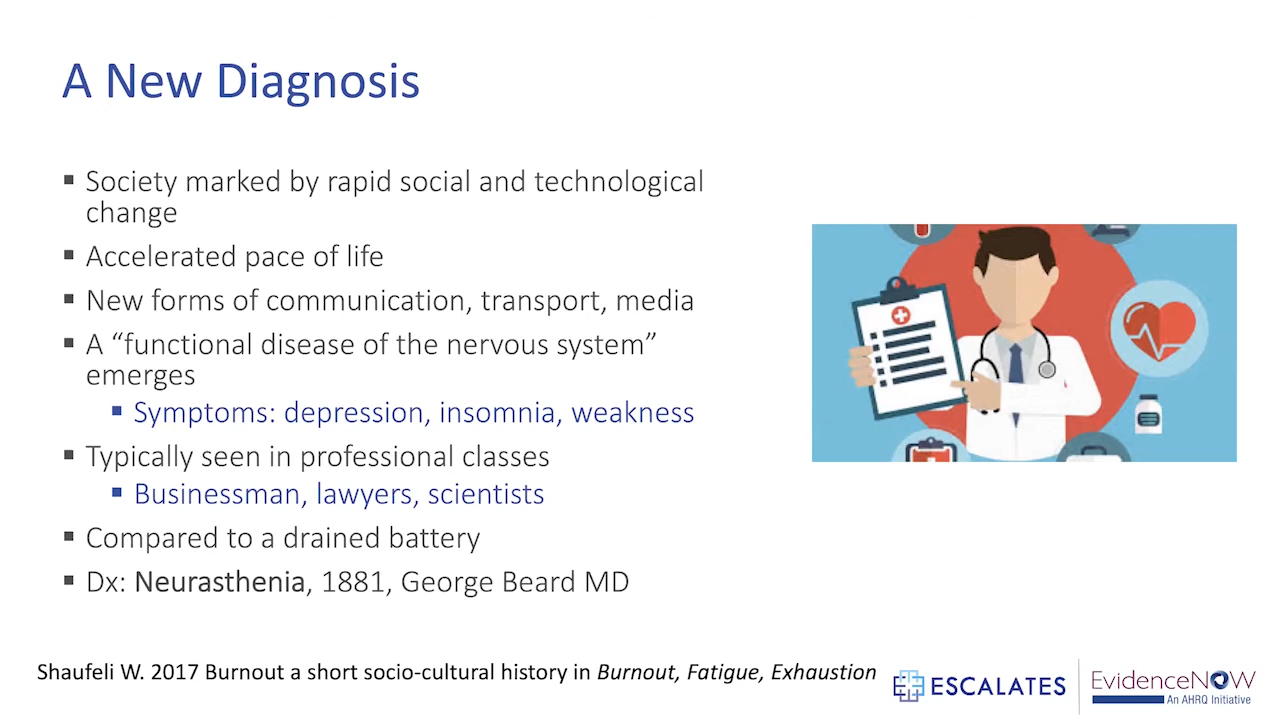 A New Diagnosis
▪ Society marked by rapid social and technological
change
▪ Accelerated pace of life
▪ New forms of communication, transport, media
▪ A “functional disease of the nervous system”
emerges
▪ Symptoms: depression, insomnia, weakness
▪ Typically seen in professional classes
▪ Businessman, lawyers, scientists
▪ Compared to a drained battery
▪ Dx: Neurasthenia, 1881, George Beard MD
Shaufeli W. 2017 Burnout a short socio-cultural history in Burnout, Fatigue, Exhaustion
ESCALATES
EvidenceNOW
An AHRQ Initiative